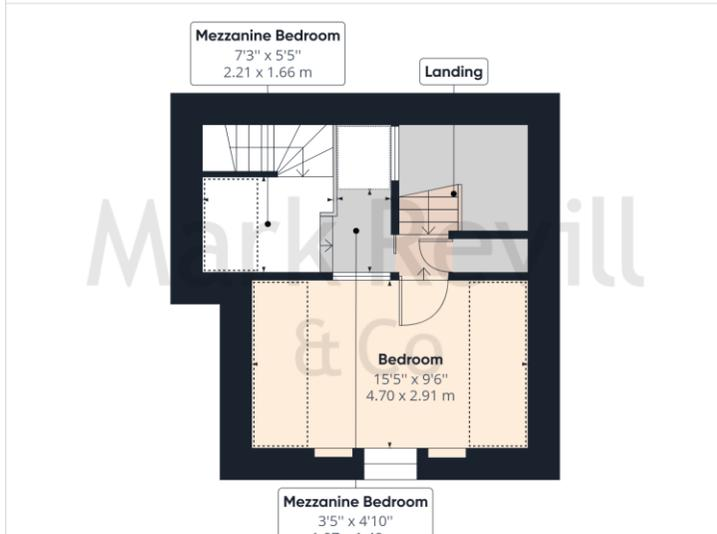 Mezzanine Bedroom
7'3" x 5'5"
2.21 x 1.66 m
Landing
Mark Revill
& Co
Bedroom
15'5" x 9'6"
4.70 x 2.91 m
Mezzanine Bedroom
3'5" x 4'10"